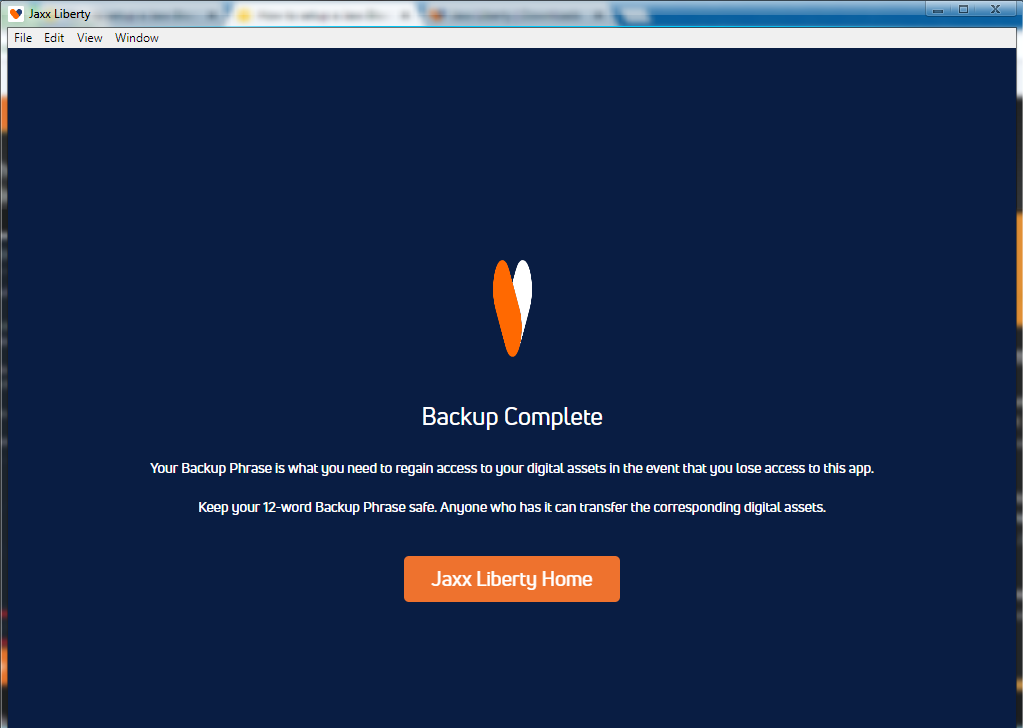 Jaxx Liberty
File Edit View Window
Backup Complete
Your Backup Phrase is what you need to regain access to your digital assets in the event that you lose access to this app.
Keep your 12-word Backup Phrase safe. Anyone who has it can transfer the corresponding digital assets.
Jaxx Liberty Home